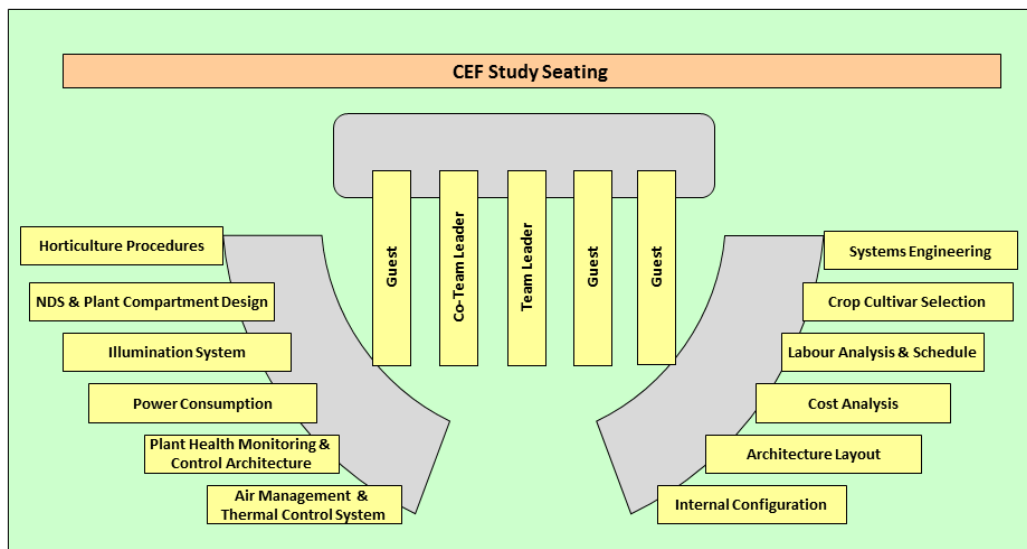 CEF Study Seating
Guest
Co-Team Leader
Team Leader
Guest
Guest
Horticulture Procedures
NDS & Plant Compartment Design
Illumination System
Power Consumption
Plant Health Monitoring &
Control Architecture
Air Management &
Thermal Control System
Systems Engineering
Crop Cultivar Selection
Labour Analysis & Schedule
Cost Analysis
Architecture Layout
Internal Configuration